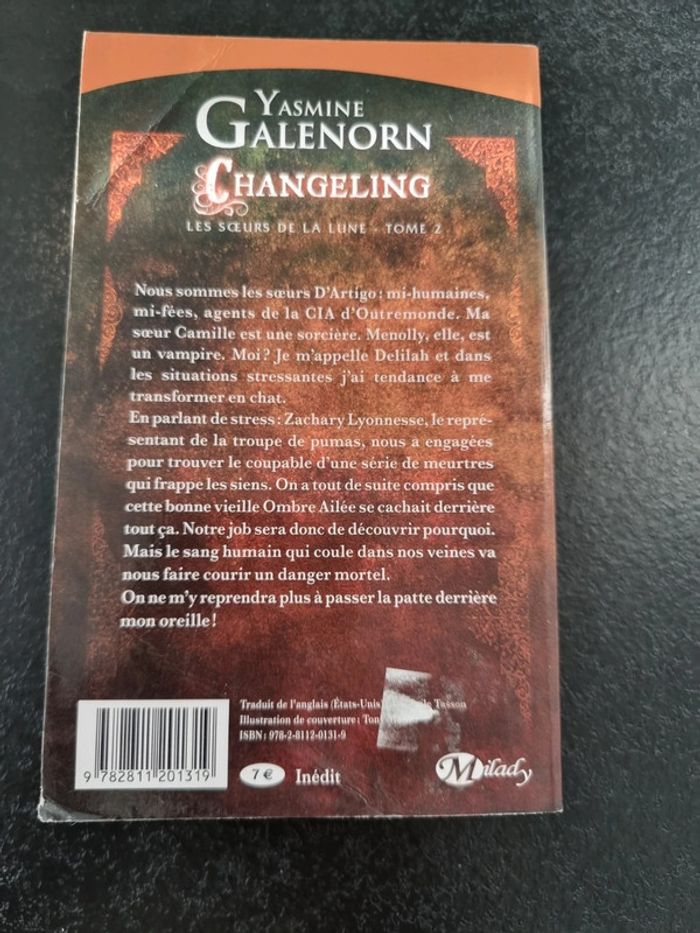 YASMINE
GALENORN
CHANGELING
LES SŒURS DE LA LUNE - TOME 2
Nous sommes les sœurs D'Artigo : mi-humaines,
mi-fées, agents de la CIA d'Outremonde. Ma
sœur Camille est une sorcière. Menolly, elle, est
un vampire. Moi ? Je m'appelle Delilah et dans
les situations stressantes j'ai tendance à me
transformer en chat.
En parlant de stress : Zachary Lyonnesse, le repré-
sentant de la troupe de pumas, nous a engagées
pour trouver le coupable d'une série de meurtres
qui frappe les siens. On a tout de suite compris que
cette bonne vieille Ombre Ailée se cachait derrière
tout ça. Notre job sera donc de découvrir pourquoi.
Mais le sang humain qui coule dans nos veines va
nous faire courir un danger mortel.
On ne m'y reprendra plus à passer la patte derrière
mon oreille !
Traduit de l'anglais (États-Unis) Tasson
Illustration de couverture :
ISBN : 978-2-8112-0131-9
9 782811 201319
7 €
Inédit
Milady